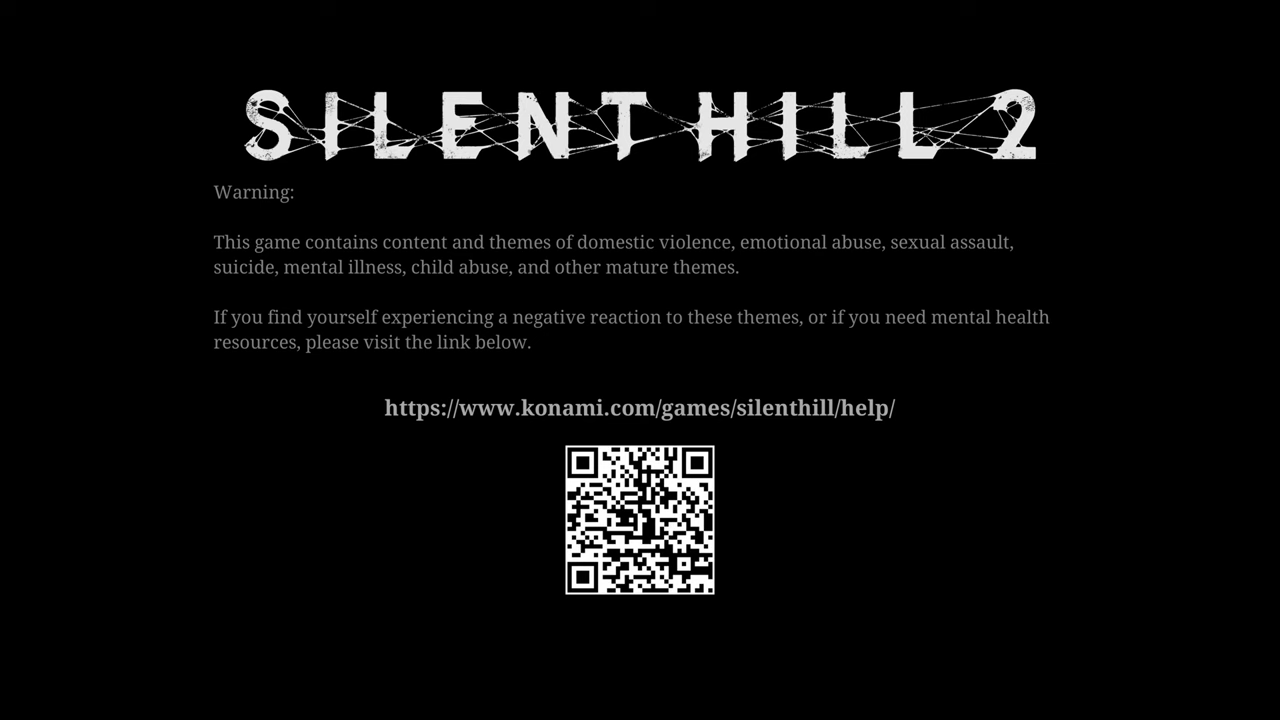 SILENT HILL 2
Warning:
This game contains content and themes of domestic violence, emotional abuse, sexual assault,
suicide, mental illness, child abuse, and other mature themes.
If you find yourself experiencing a negative reaction to these themes, or if you need mental health
resources, please visit the link below.
https://www.konami.com/games/silenthill/help/